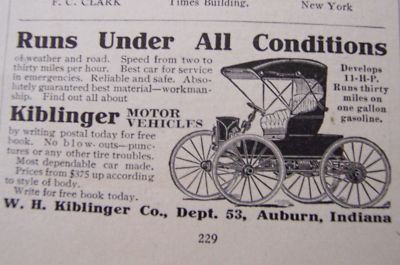 F. C. CLARK Times Building. New York
Runs Under All Conditions
of weather and road. Speed from two to
thirty miles per hour. Best car for service
in emergencies. Reliable and safe. Abso-
lutely guaranteed best material—workman-
ship. Find out all about
Kiblinger MOTOR VEHICLES
by writing postal today for free
book. No blow-outs—punc-
tures or any other tire troubles.
Most dependable car made.
Prices from $375 up according
to style of body.
Write for free book today.
Develops
11-H-P.
Runs thirty
miles on
one gallon
gasoline.
W. H. Kiblinger Co., Dept. 53, Auburn, Indiana
229